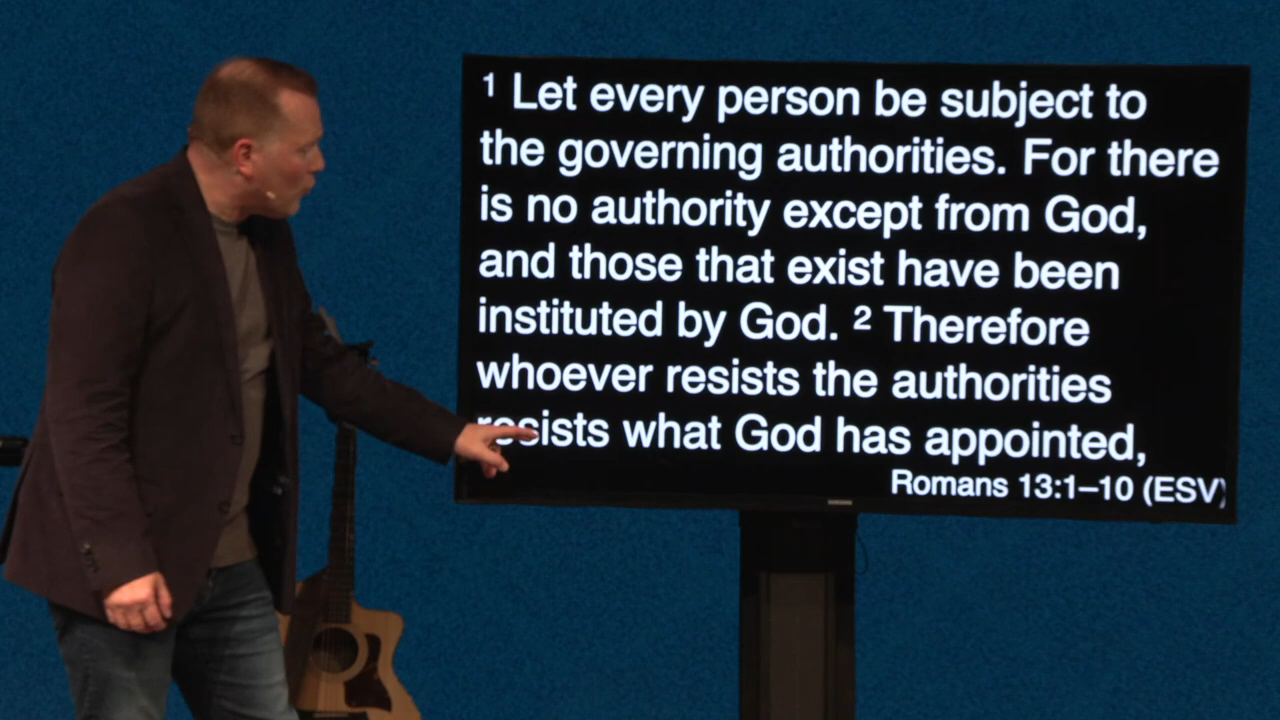 ¹ Let every person be subject to
the governing authorities. For there
is no authority except from God,
and those that exist have been
instituted by God. ² Therefore
whoever resists the authorities
resists what God has appointed,
Romans 13:1–10 (ESV)